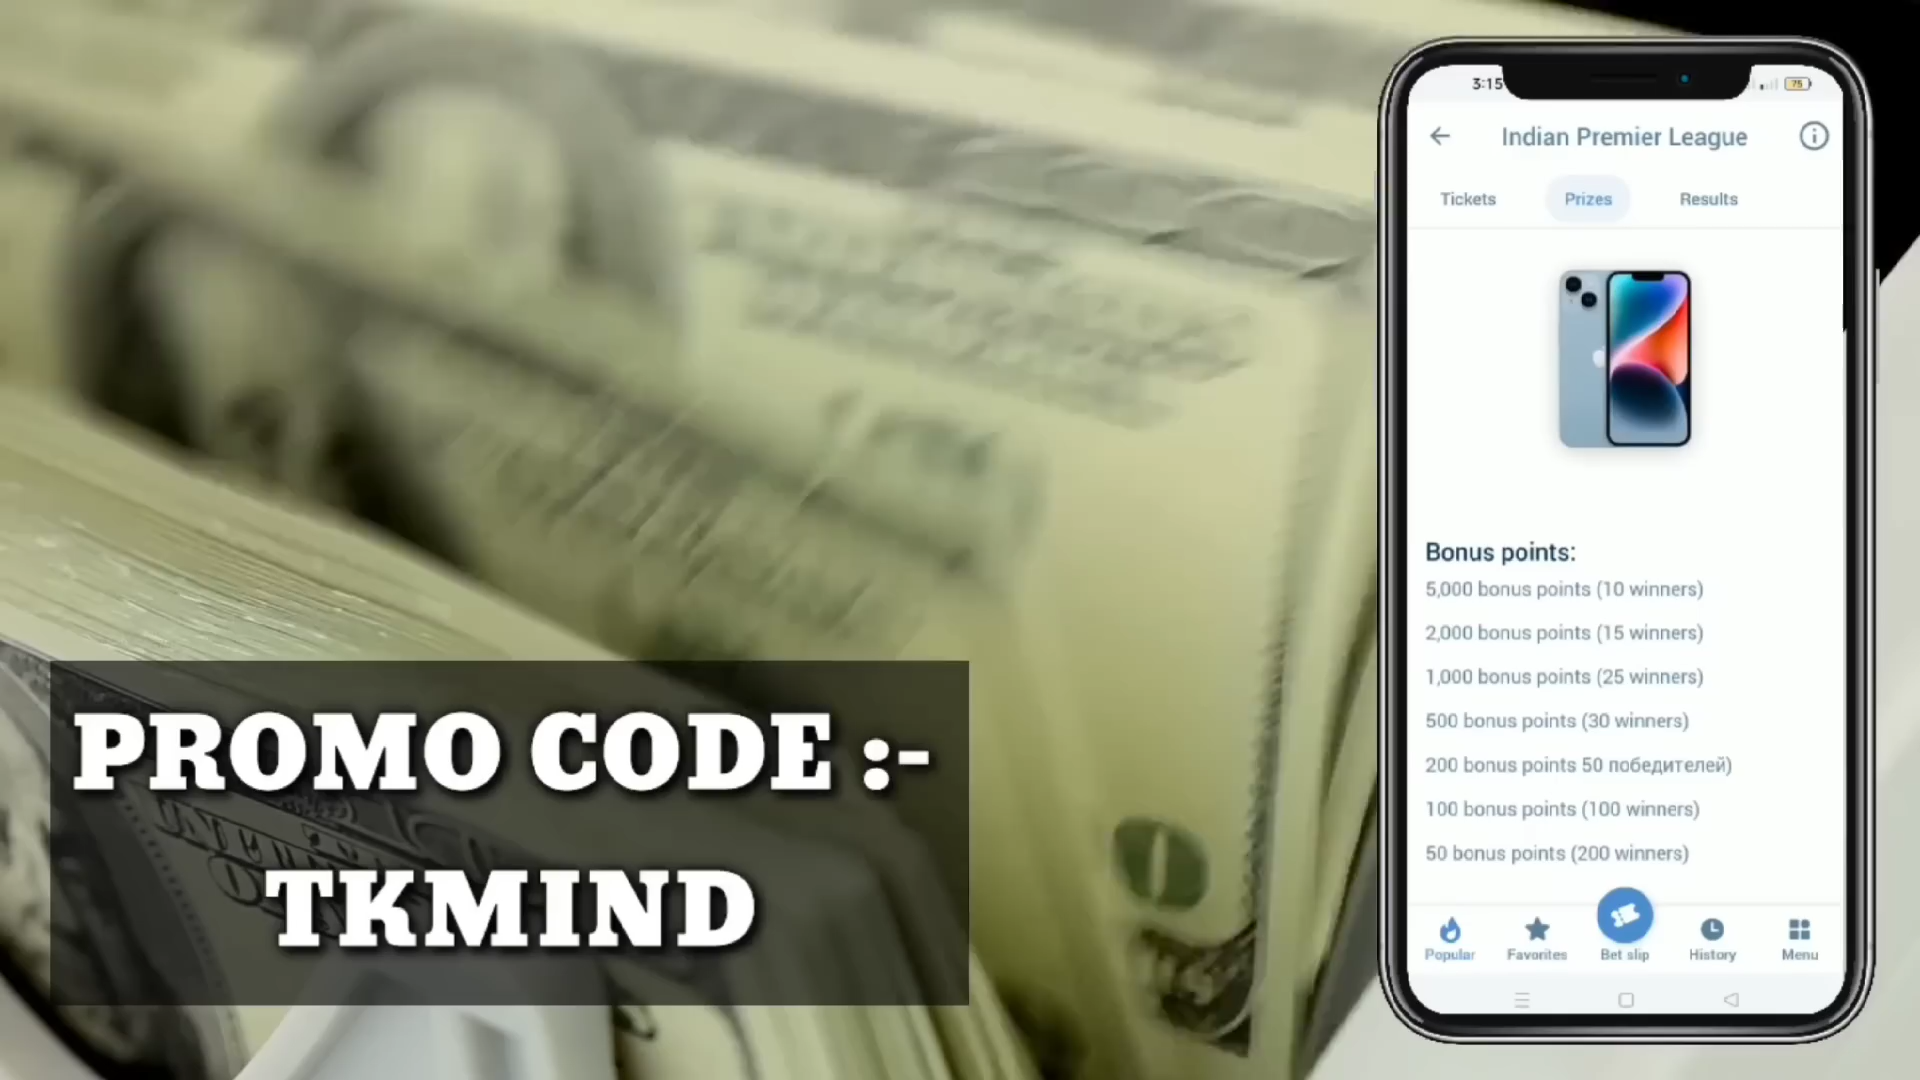 PROMO CODE :-
TKMIND
3:15
75
Indian Premier League
Tickets
Prizes
Results
Bonus points:
5,000 bonus points (10 winners)
2,000 bonus points (15 winners)
1,000 bonus points (25 winners)
500 bonus points (30 winners)
200 bonus points 50 победителей)
100 bonus points (100 winners)
50 bonus points (200 winners)
Popular
Favorites
Bet slip
History
Menu